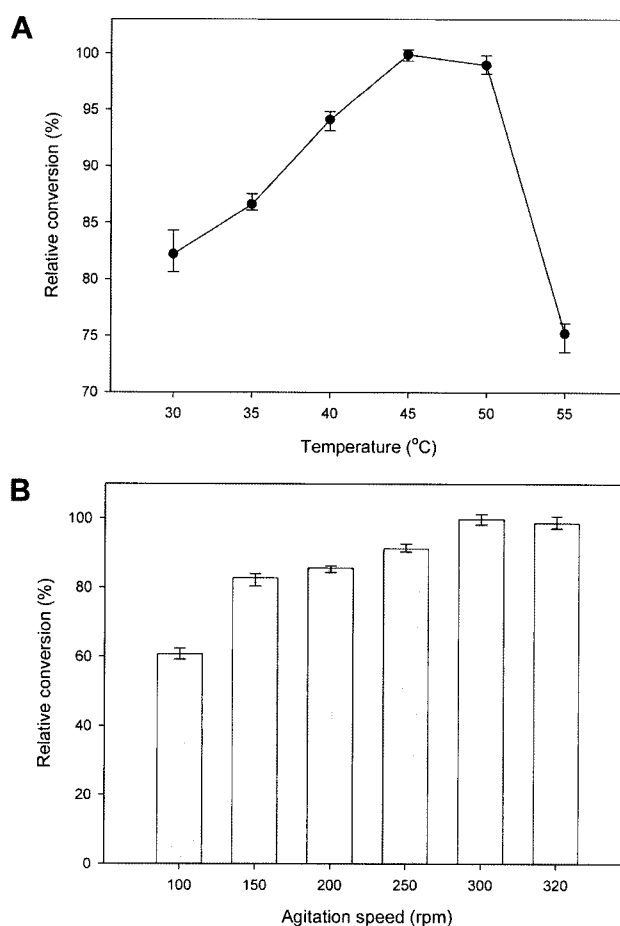 A
Relative conversion (%)
100
95
90
85
80
75
70
30 35 40 45 50 55
Temperature (°C)
B
Relative conversion (%)
100
80
60
40
20
0
100 150 200 250 300 320
Agitation speed (rpm)